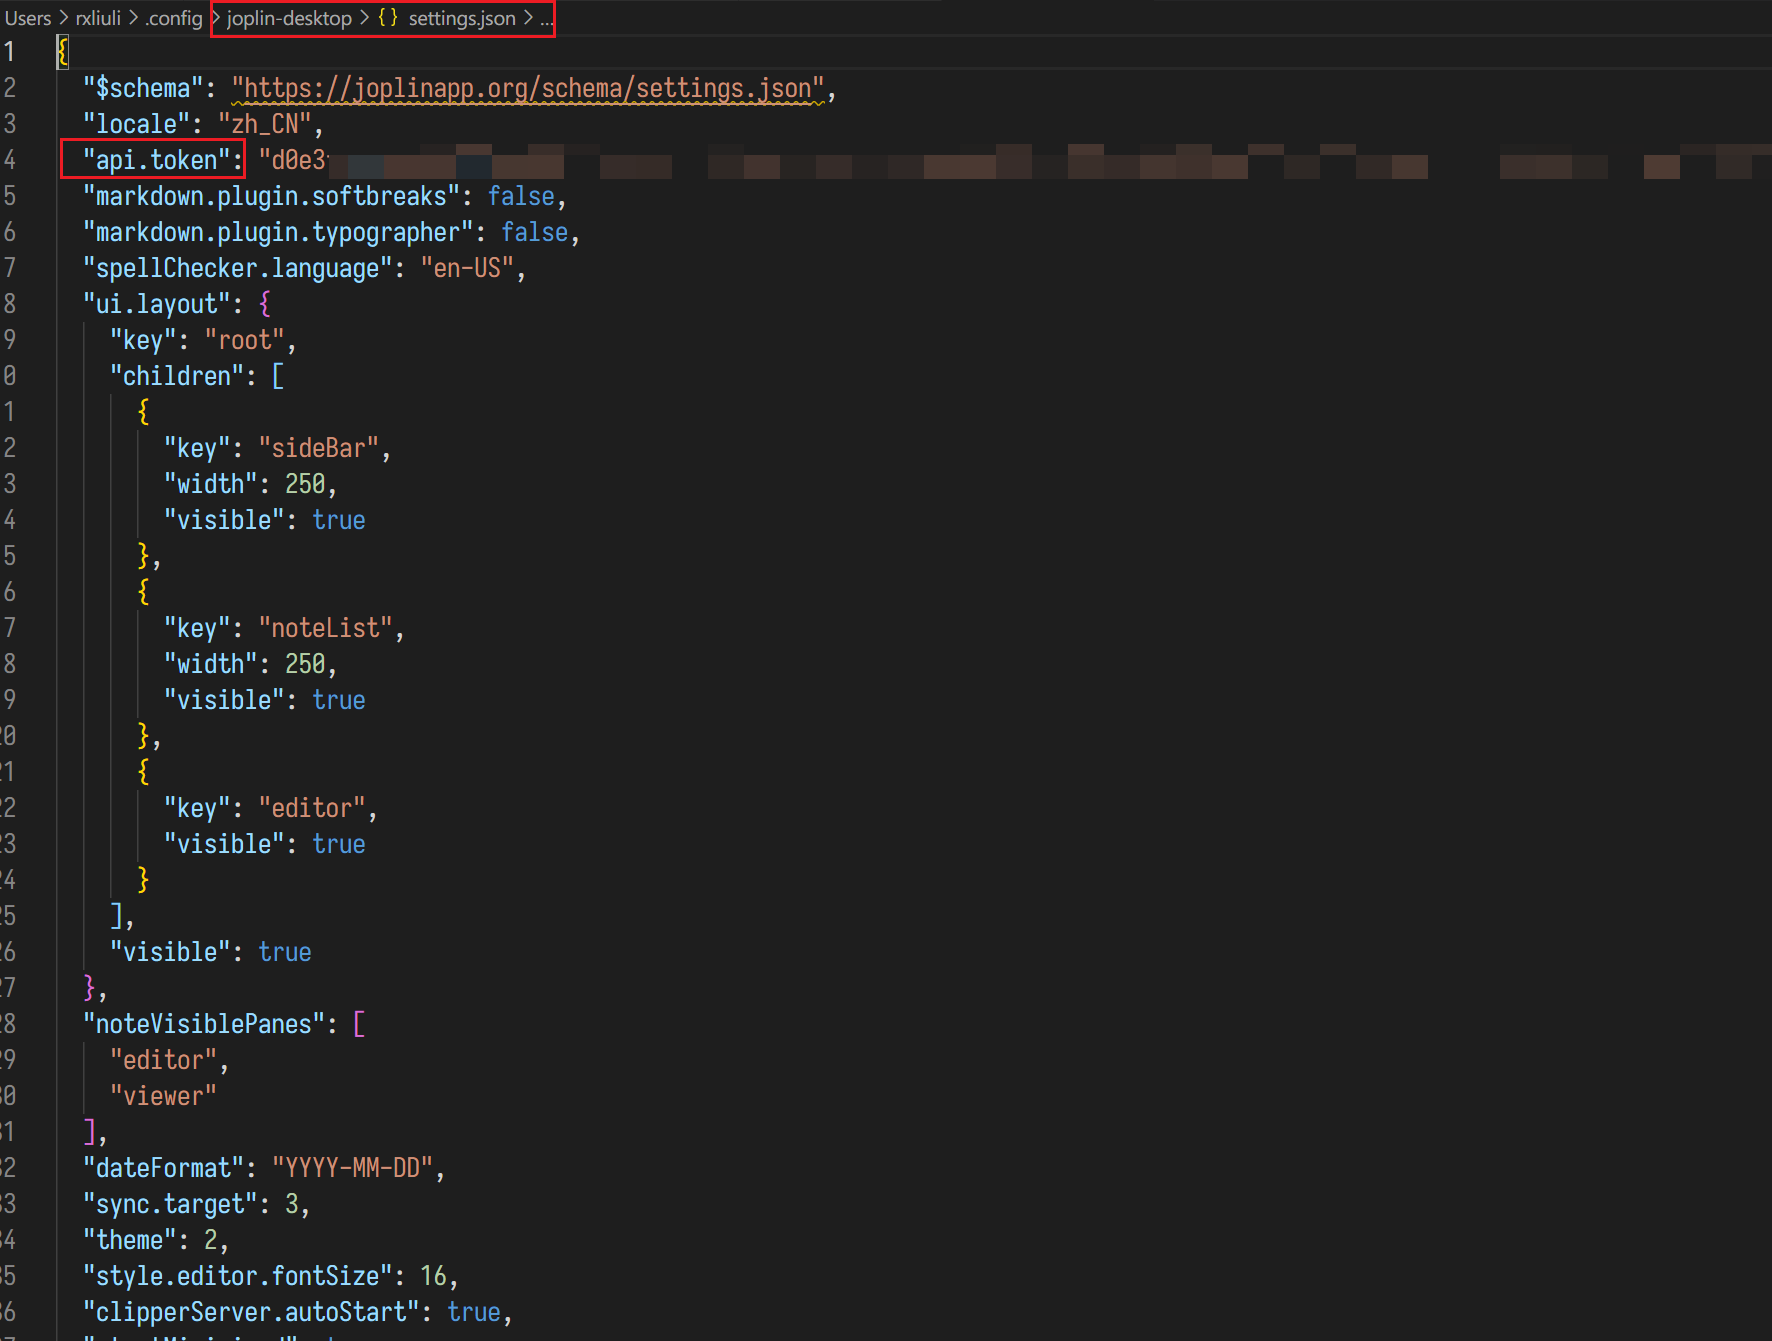 Users > rxliuli > .config > joplin-desktop > {} settings.json > ...
1 {
2 "$schema": "https://joplinapp.org/schema/settings.json",
3 "locale": "zh_CN",
4 "api.token": "d0e3
5 "markdown.plugin.softbreaks": false,
6 "markdown.plugin.typographer": false,
7 "spellChecker.language": "en-US",
8 "ui.layout": {
9 "key": "root",
0 "children": [
1 {
2 "key": "sideBar",
3 "width": 250,
4 "visible": true
5 },
6 {
7 "key": "noteList",
8 "width": 250,
9 "visible": true
20 },
21 {
22 "key": "editor",
23 "visible": true
24 }
25 ],
26 "visible": true
27 },
28 "noteVisiblePanes": [
29 "editor",
30 "viewer"
31 ],
32 "dateFormat": "YYYY-MM-DD",
33 "sync.target": 3,
34 "theme": 2,
35 "style.editor.fontSize": 16,
36 "clipperServer.autoStart": true,